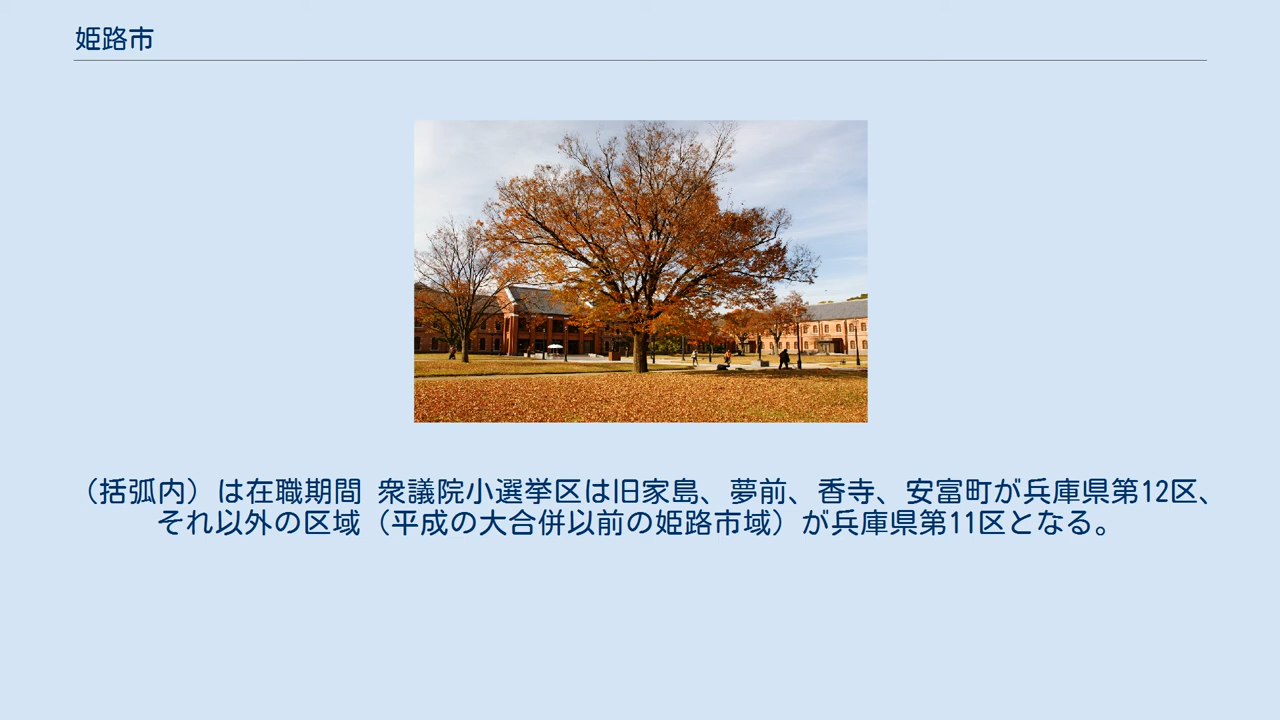 姫路市
（括弧内）は在職期間 衆議院小選挙区は旧家島、夢前、香寺、安富町が兵庫県第12区、
それ以外の区域（平成の大合併以前の姫路市域）が兵庫県第11区となる。